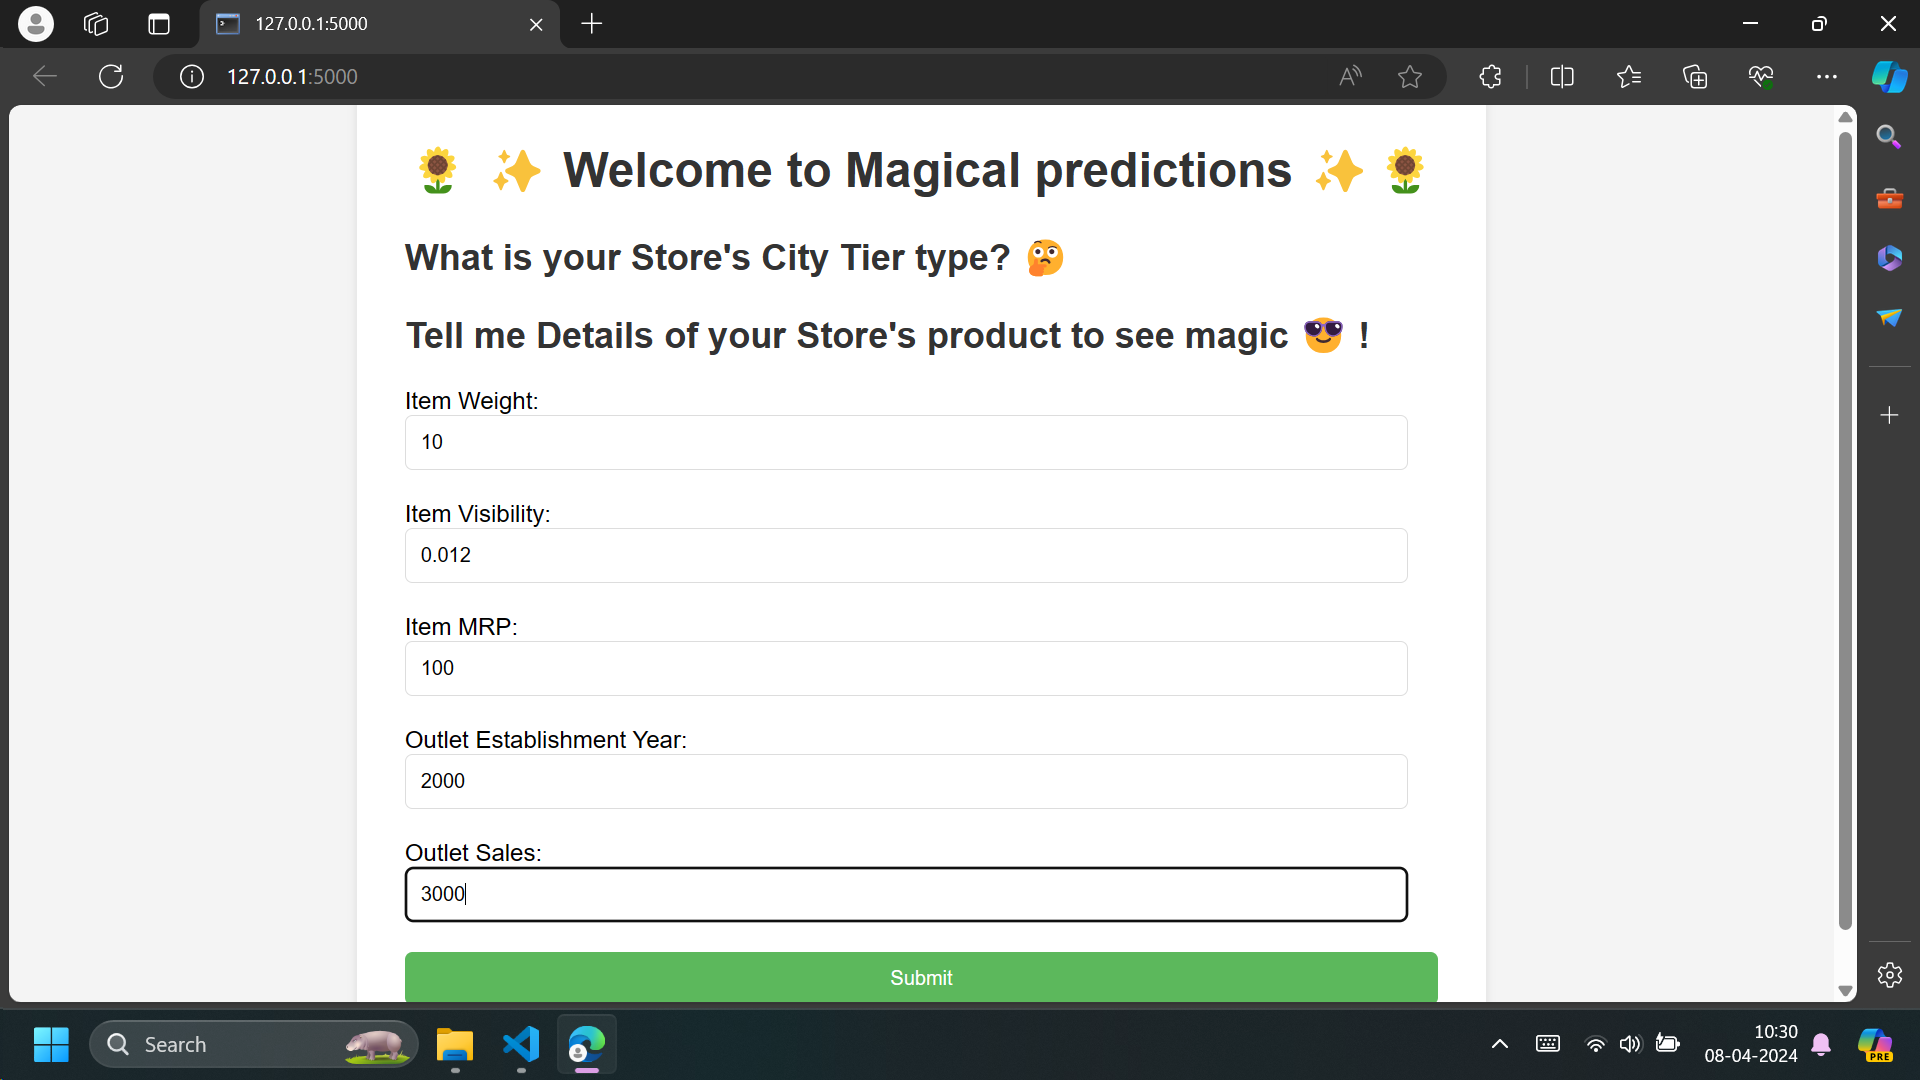 127.0.0.1:5000
127.0.0.1:5000
Welcome to Magical predictions
What is your Store's City Tier type?
Tell me Details of your Store's product to see magic !
Item Weight:
10
Item Visibility:
0.012
Item MRP:
100
Outlet Establishment Year:
2000
Outlet Sales:
3000
Submit
Search
10:30
08-04-2024
PRE